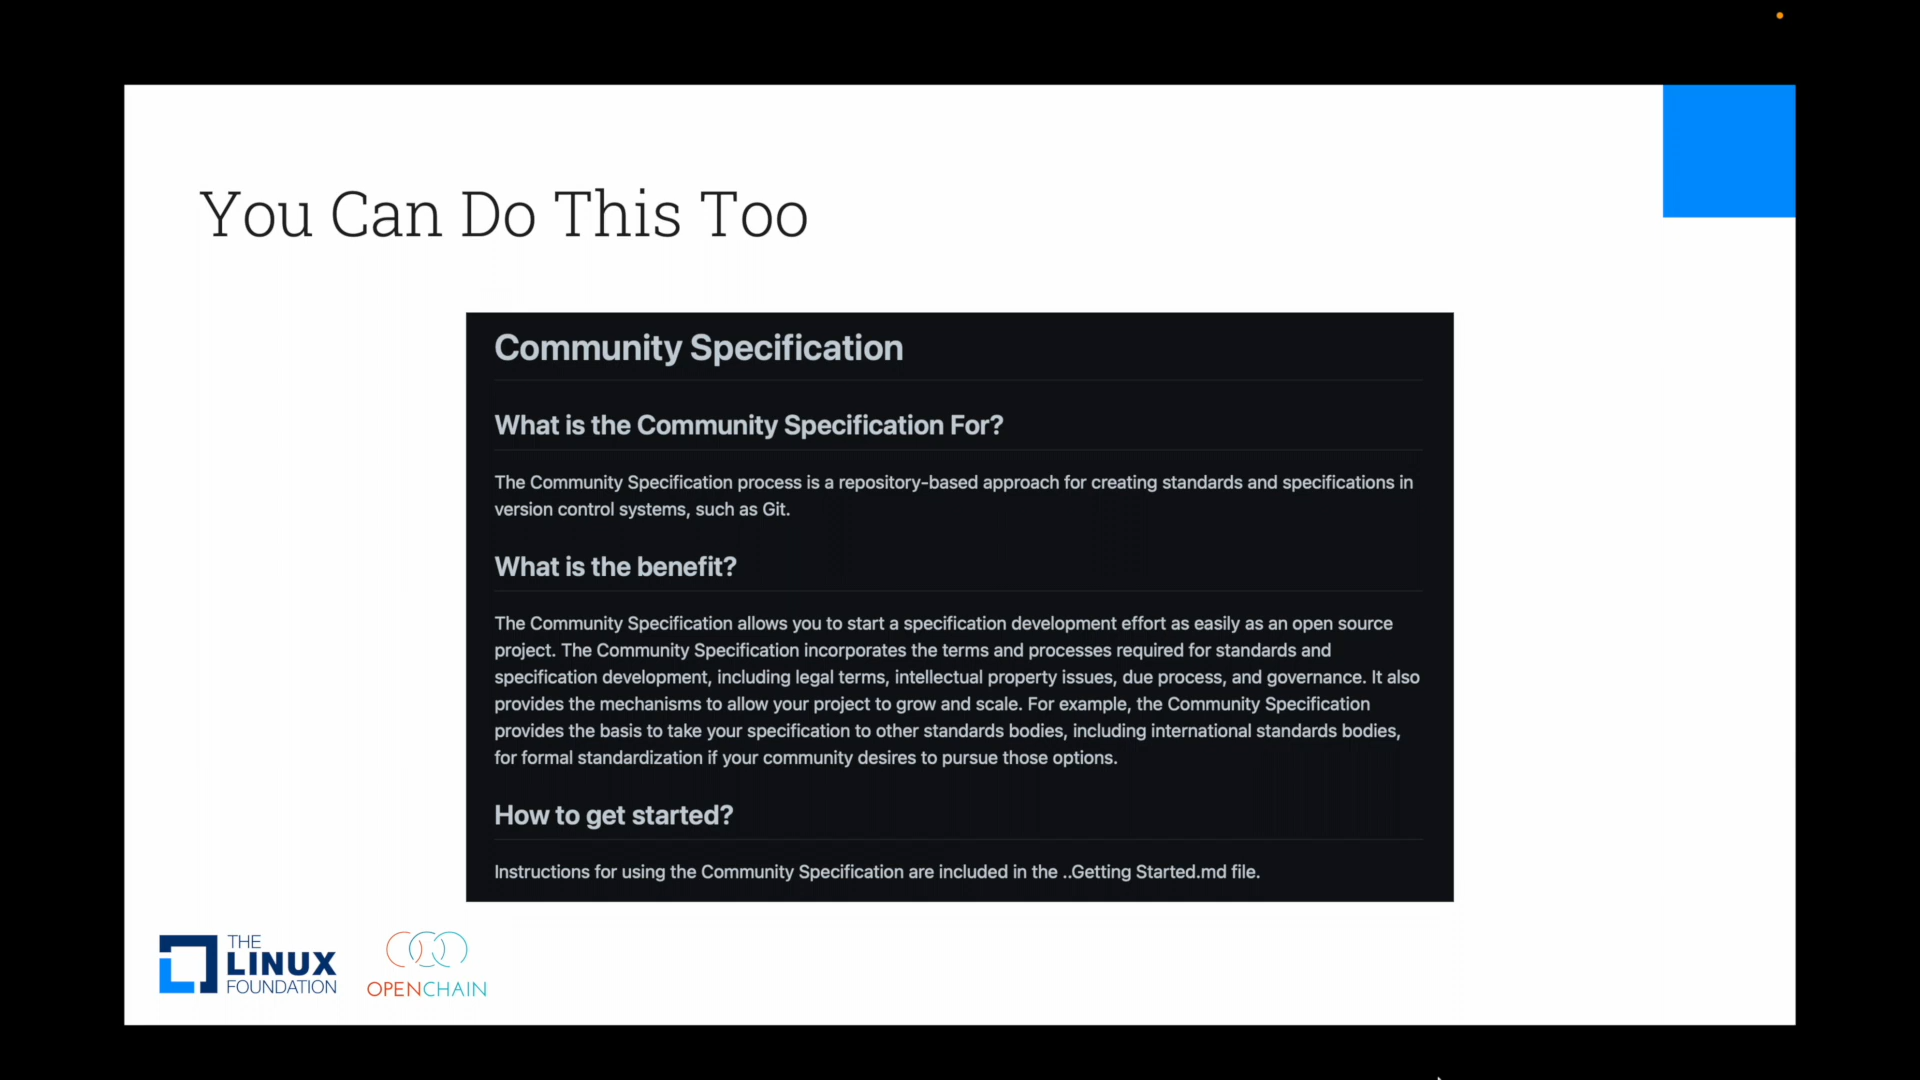 You Can Do This Too
Community Specification
What is the Community Specification For?
The Community Specification process is a repository-based approach for creating standards and specifications in
version control systems, such as Git.
What is the benefit?
The Community Specification allows you to start a specification development effort as easily as an open source
project. The Community Specification incorporates the terms and processes required for standards and
specification development, including legal terms, intellectual property issues, due process, and governance. It also
provides the mechanisms to allow your project to grow and scale. For example, the Community Specification
provides the basis to take your specification to other standards bodies, including international standards bodies,
for formal standardization if your community desires to pursue those options.
How to get started?
Instructions for using the Community Specification are included in the ..Getting Started.md file.
THE
LINUX
FOUNDATION
OPENCHAIN